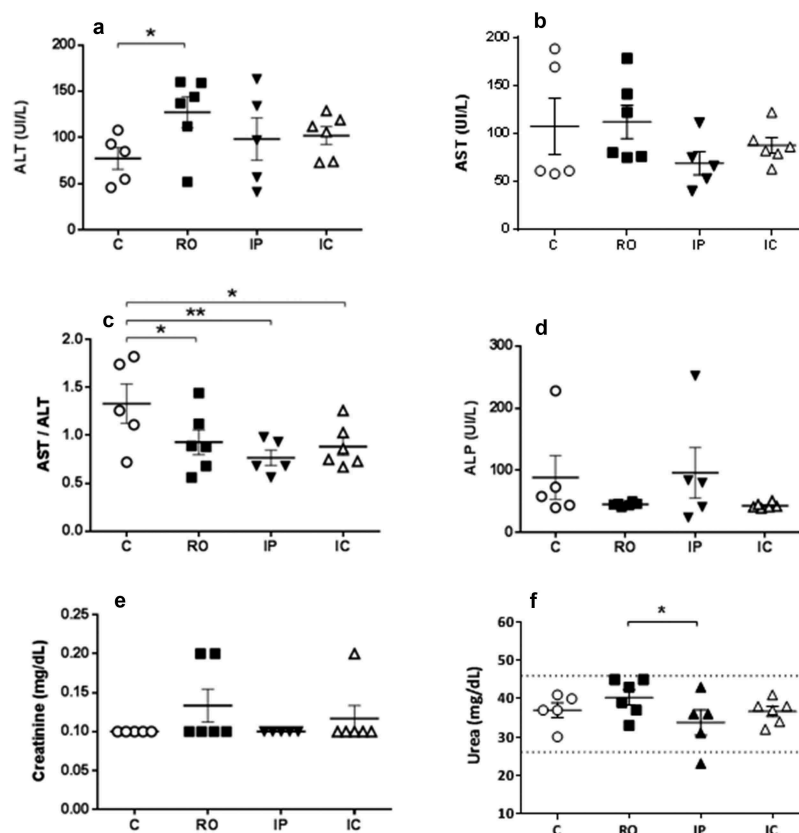 a
*
ALT (UI/L)
200
150
100
50
0
C RO IP IC
b
AST (UI/L)
200
150
100
50
0
C RO IP IC
*
**
*
c
AST / ALT
2.0
1.5
1.0
0.5
0.0
C RO IP IC
d
ALP (UI/L)
300
200
100
0
C RO IP IC
e
Creatinine (mg/dL)
0.25
0.20
0.15
0.10
0.05
0.00
C RO IP IC
f
*
Urea (mg/dL)
60
50
40
30
20
10
C RO IP IC